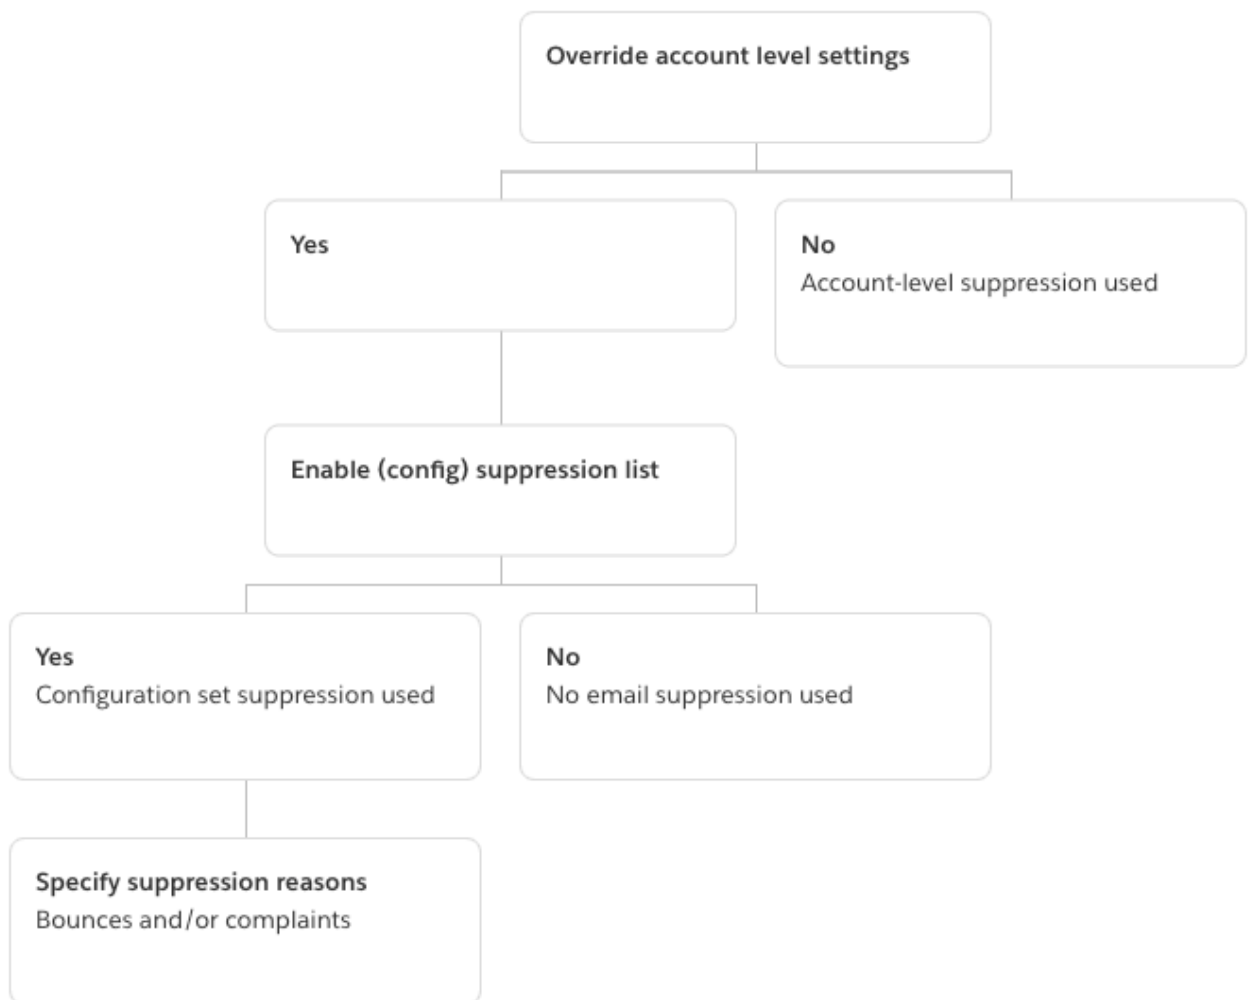 Override account level settings
Yes
No
Account-level suppression used
Enable (config) suppression list
Yes
Configuration set suppression used
No
No email suppression used
Specify suppression reasons
Bounces and/or complaints